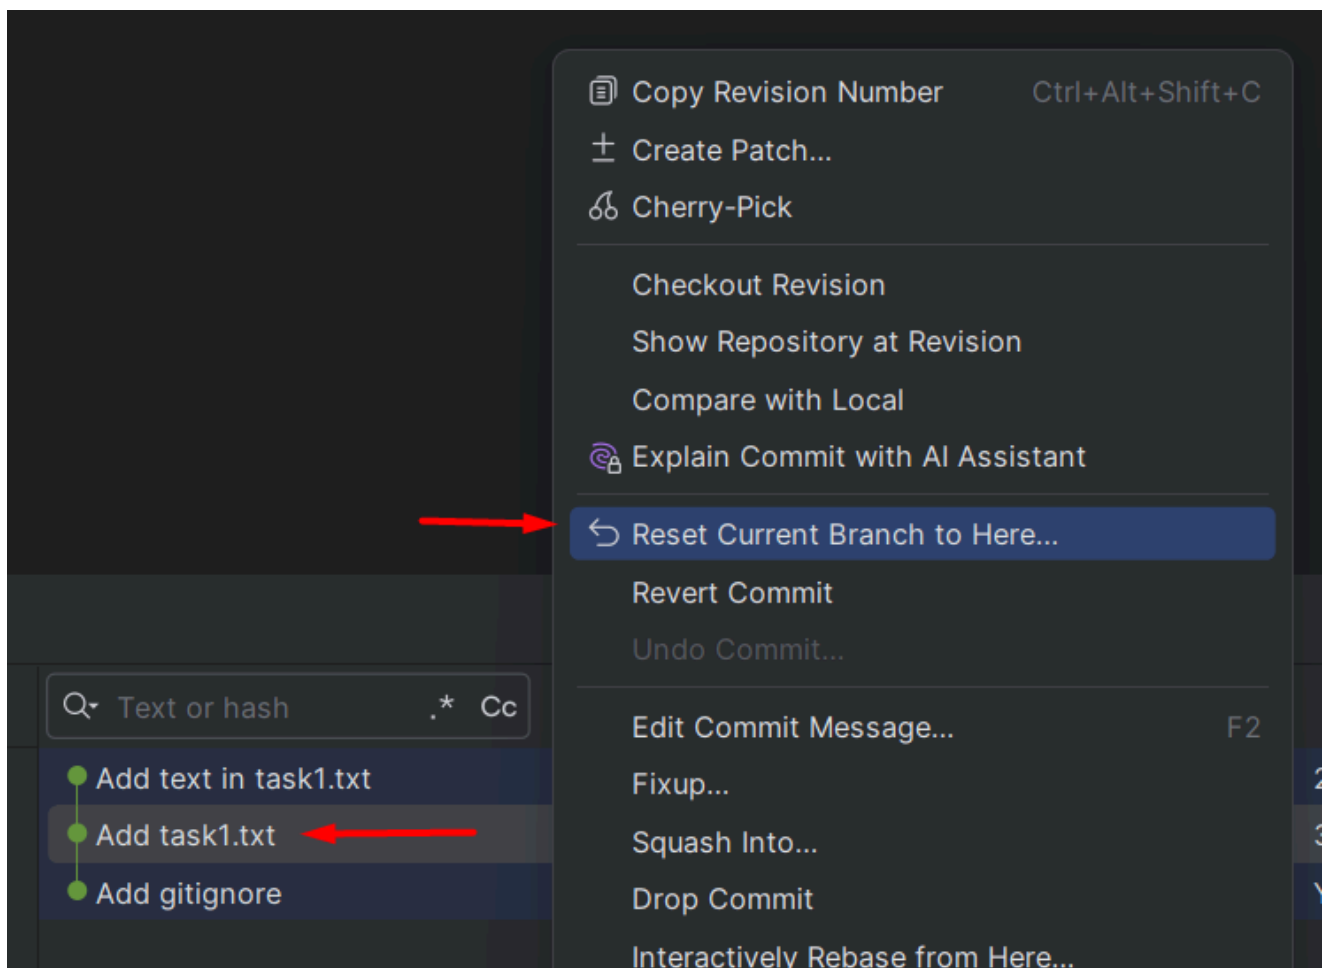 Copy Revision Number Ctrl+Alt+Shift+C
Create Patch...
Cherry-Pick
Checkout Revision
Show Repository at Revision
Compare with Local
Explain Commit with AI Assistant
Reset Current Branch to Here...
Revert Commit
Undo Commit...
Edit Commit Message... F2
Fixup...
Squash Into...
Drop Commit
Interactively Rebase from Here...
Text or hash .* Cc
Add text in task1.txt
Add task1.txt
Add gitignore